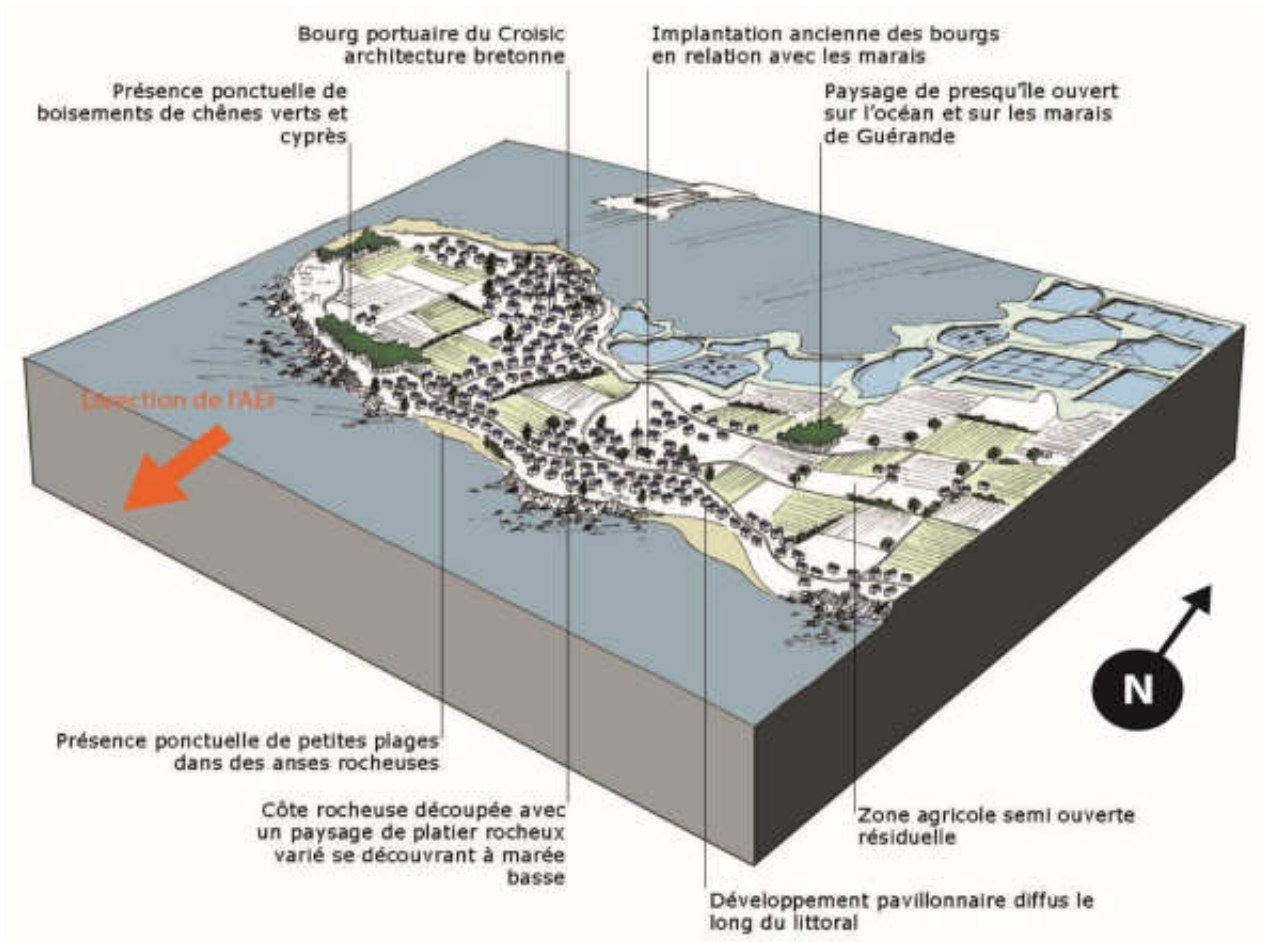 Bourg portuaire du Croisic
architecture bretonne
Implantation ancienne des bourgs
en relation avec les marais
Présence ponctuelle de
boisements de chênes verts et
cyprès
Paysage de presqu'île ouvert
sur l'océan et sur les marais
de Guérande
Direction de l'AEI
N
Présence ponctuelle de petites plages
dans des anses rocheuses
Côte rocheuse découpée avec
un paysage de platier rocheux
varié se découvrant à marée
basse
Zone agricole semi ouverte
résiduelle
Développement pavillonnaire diffus le
long du littoral